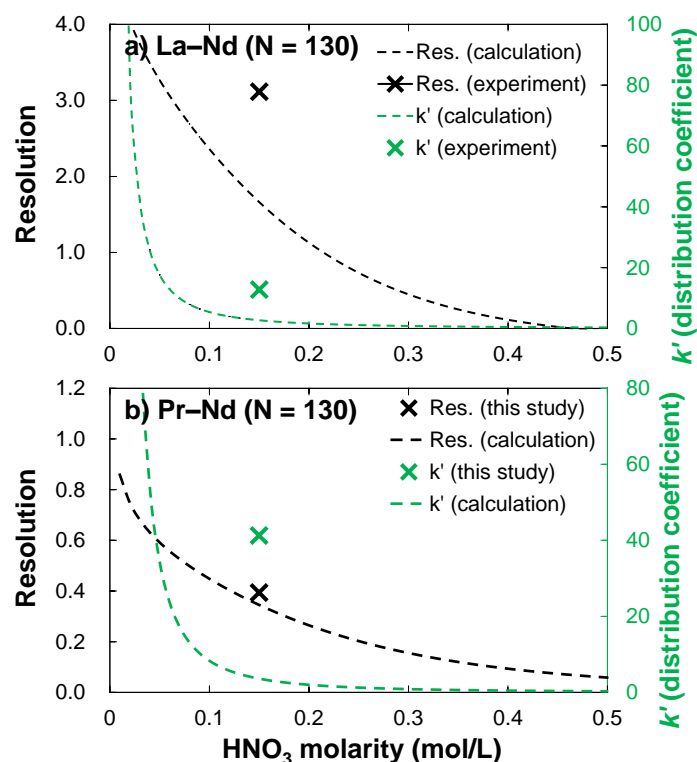 a) La–Nd (N = 130)
Res. (calculation)
Res. (experiment)
k' (calculation)
k' (experiment)
4.0
3.0
2.0
1.0
0.0
Resolution
100
80
60
40
20
0
k' (distribution coefficient)
0
0.1
0.2
0.3
0.4
0.5
b) Pr–Nd (N = 130)
Res. (this study)
Res. (calculation)
k' (this study)
k' (calculation)
1.2
1.0
0.8
0.6
0.4
0.2
0.0
Resolution
80
60
40
20
0
k' (distribution coefficient)
0
0.1
0.2
0.3
0.4
0.5
HNO₃ molarity (mol/L)